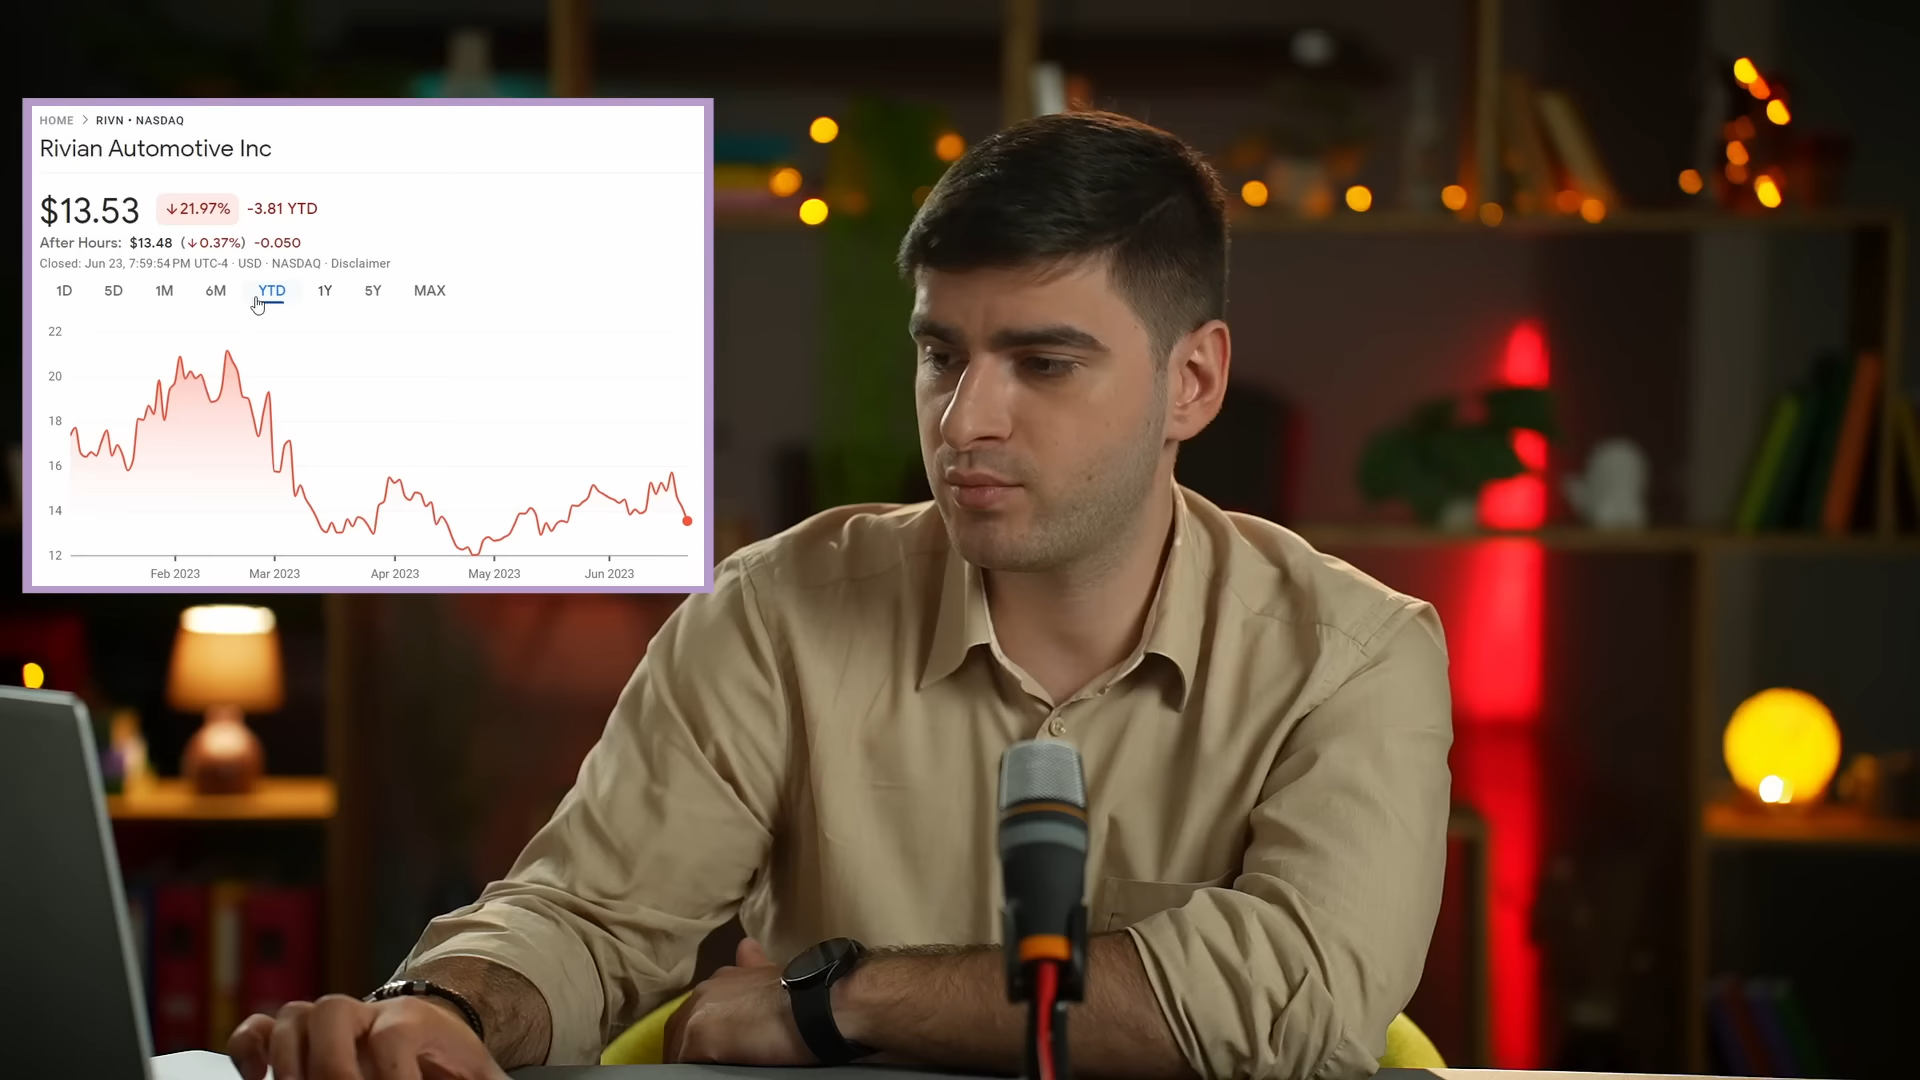 HOME > RIVN • NASDAQ
Rivian Automotive Inc
$13.53 ↓21.97% -3.81 YTD
After Hours: $13.48 (↓0.37%) -0.050
Closed: Jun 23, 7:59:54 PM UTC-4 · USD · NASDAQ · Disclaimer
1D 5D 1M 6M YTD 1Y 5Y MAX
22
20
18
16
14
12
Feb 2023 Mar 2023 Apr 2023 May 2023 Jun 2023